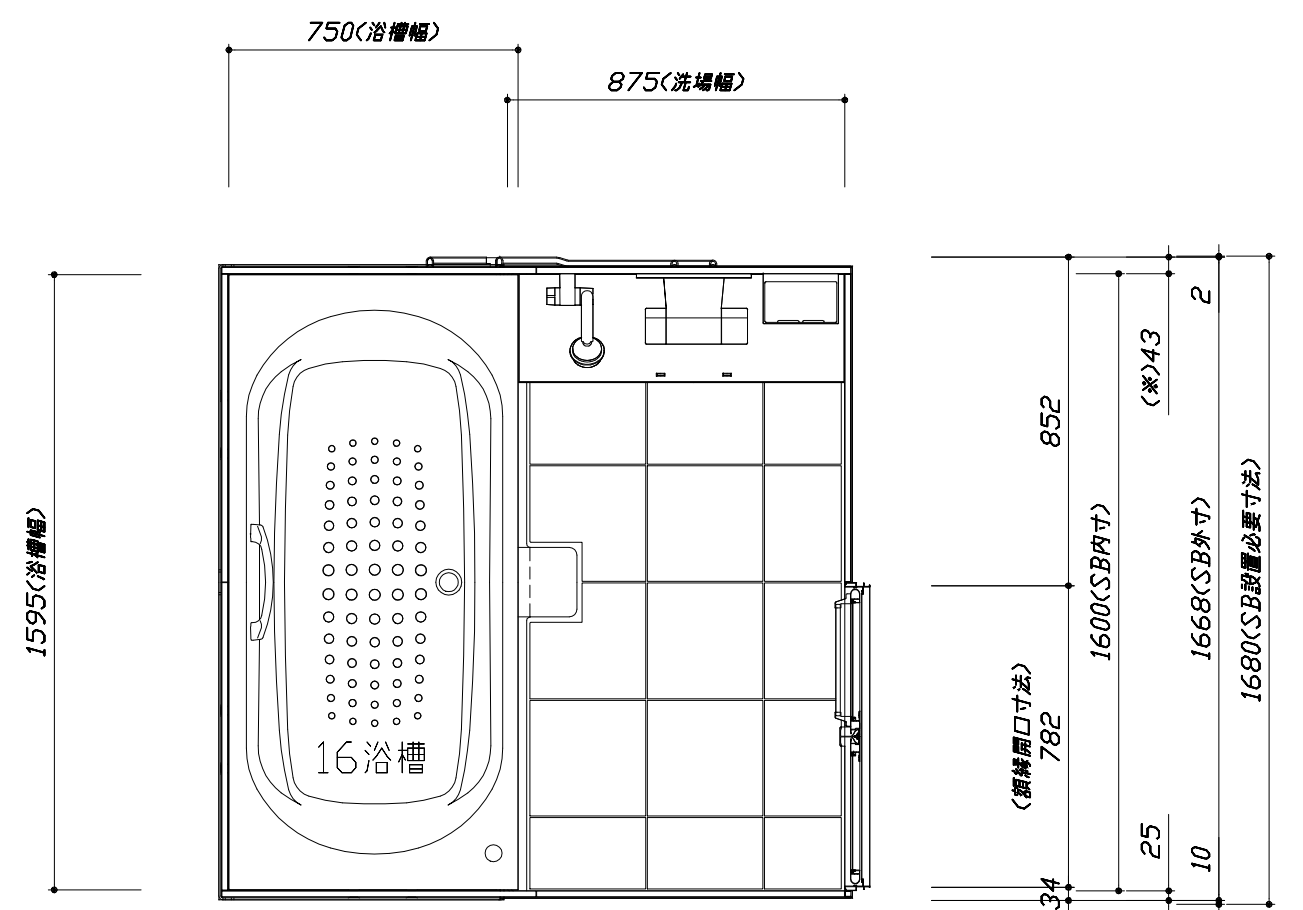 750(浴槽幅)
875(洗場幅)
1595(浴槽幅)
16浴槽
852
(額縁開口寸法)
782
34
1600(SB内寸)
(※)43
25
2
1668(SB外寸)
10
1680(SB設置必要寸法)